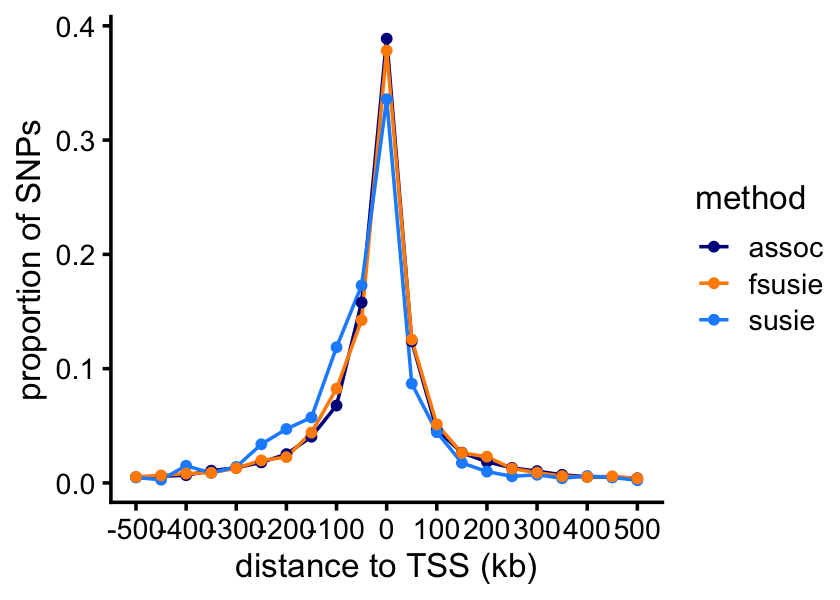 0.4
0.3
0.2
0.1
0.0
proportion of SNPs
-500 -400 -300 -200 -100 0 100 200 300 400 500
distance to TSS (kb)
method
assoc
fsusie
susie